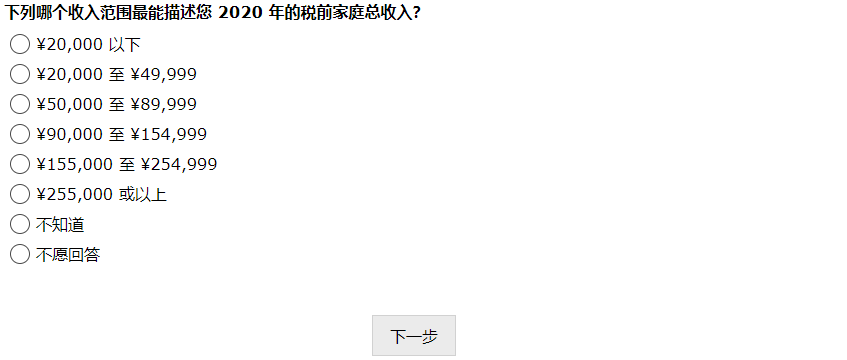 下列哪个收入范围最能描述您 2020 年的税前家庭总收入?
¥20,000 以下
¥20,000 至 ¥49,999
¥50,000 至 ¥89,999
¥90,000 至 ¥154,999
¥155,000 至 ¥254,999
¥255,000 或以上
不知道
不愿回答
下一步